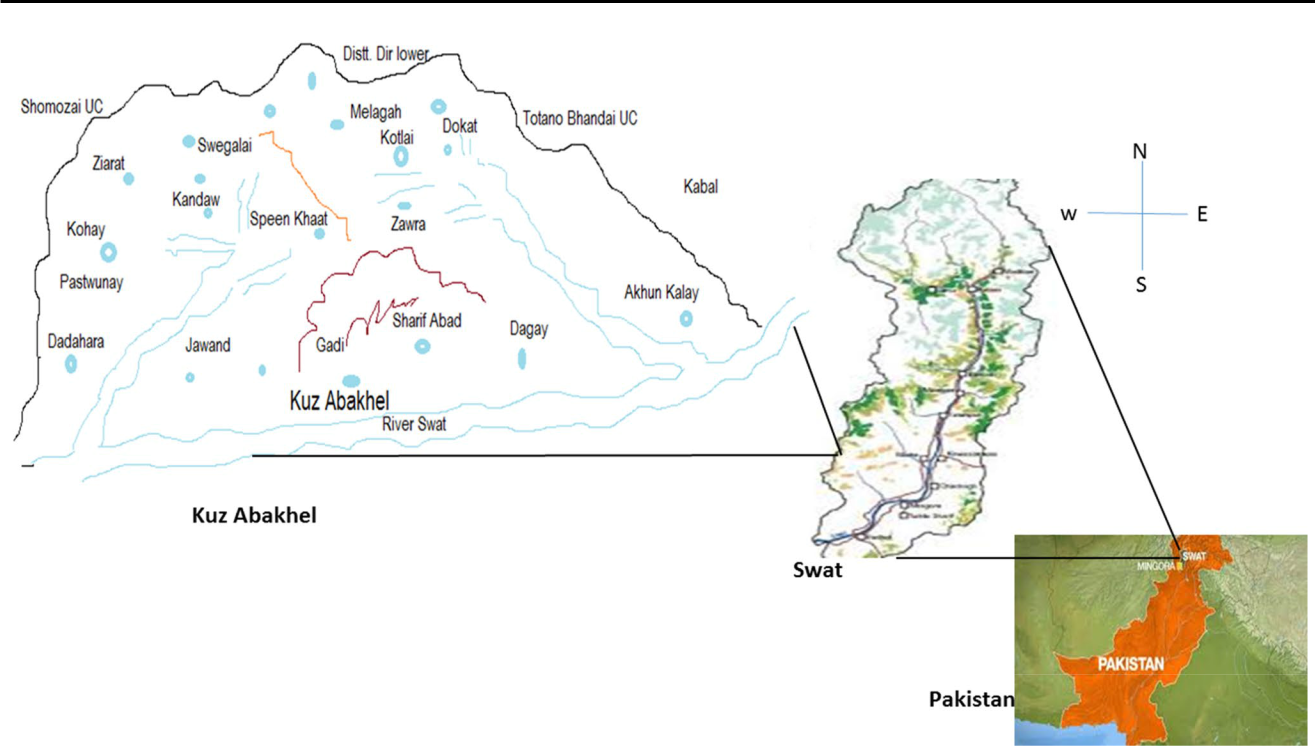 Distt. Dir lower
Shomozai UC
Melagah
Totano Bhandai UC
Dokat
Kotlai
Swegalai
Ziarat
Kabal
Kandaw
Speen Khaat
Zawra
Kohay
Pastwunay
Akhun Kalay
Sharif Abad
Dagay
Dadahara
Jawand
Gadi
Kuz Abakhel
River Swat
Kuz Abakhel
N
w
E
S
Swat
SWAT
MINGORA
PAKISTAN
Pakistan